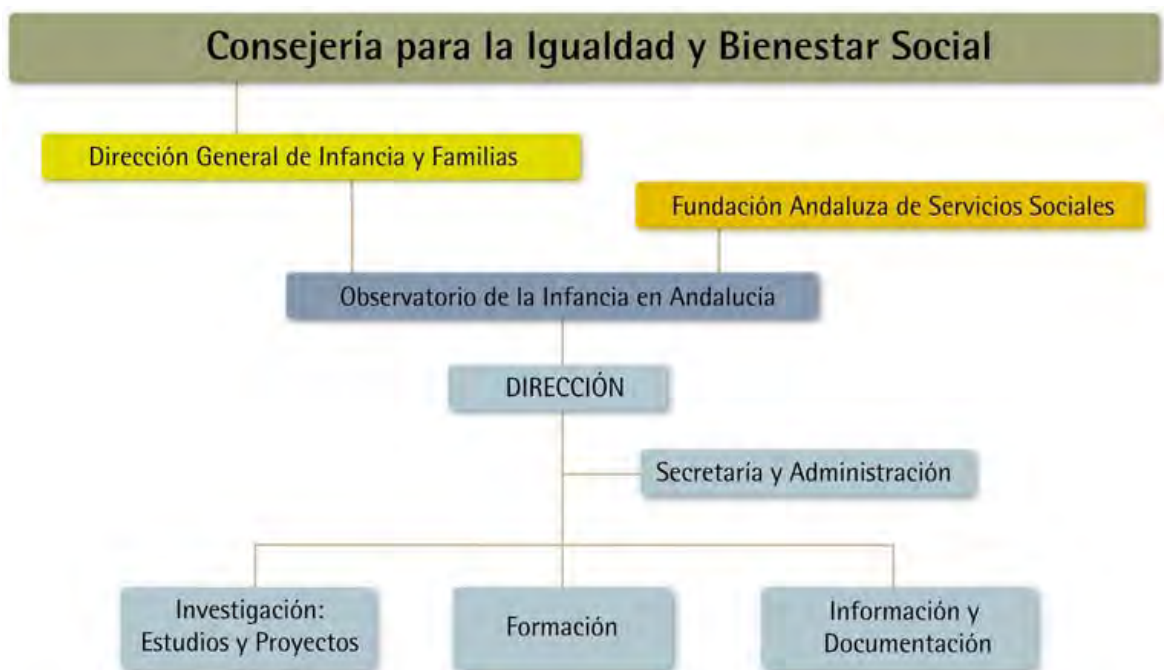 Consejería para la Igualdad y Bienestar Social
Dirección General de Infancia y Familias
Fundación Andaluza de Servicios Sociales
Observatorio de la Infancia en Andalucía
DIRECCIÓN
Secretaría y Administración
Investigación:
Estudios y Proyectos
Formación
Información y
Documentación